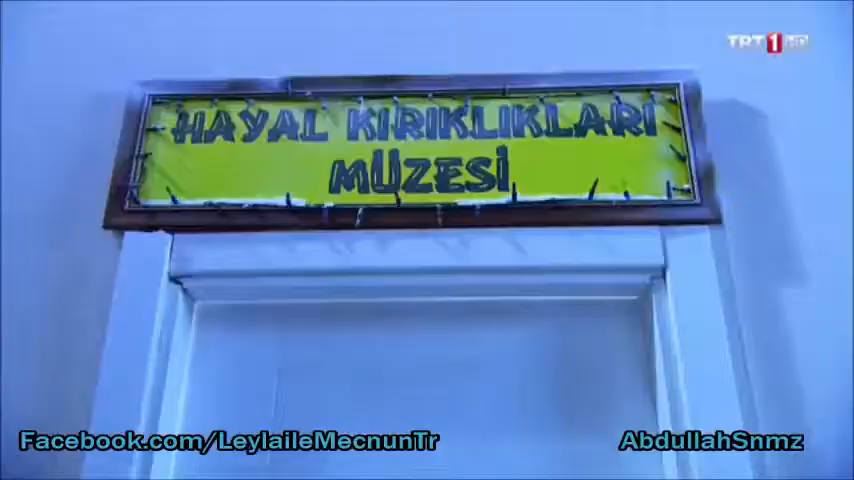 TRT 1 HD
HAYAL KIRIKLIKLARI
MÜZESİ
Facebook.com/LeylaileMecnunTr
AbdullahSnmz